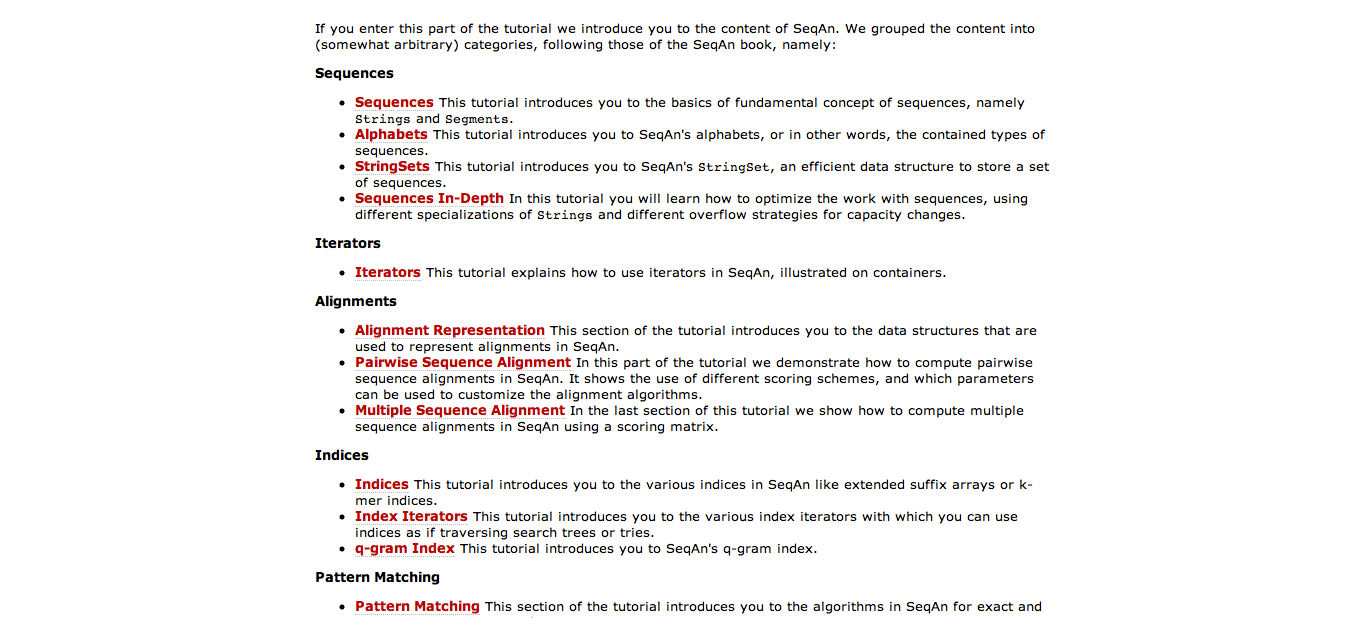 If you enter this part of the tutorial we introduce you to the content of SeqAn. We grouped the content into
(somewhat arbitrary) categories, following those of the SeqAn book, namely:
Sequences
• Sequences This tutorial introduces you to the basics of fundamental concept of sequences, namely
Strings and Segments.
• Alphabets This tutorial introduces you to SeqAn's alphabets, or in other words, the contained types of
sequences.
• StringSets This tutorial introduces you to SeqAn's StringSet, an efficient data structure to store a set
of sequences.
• Sequences In-Depth In this tutorial you will learn how to optimize the work with sequences, using
different specializations of Strings and different overflow strategies for capacity changes.
Iterators
• Iterators This tutorial explains how to use iterators in SeqAn, illustrated on containers.
Alignments
• Alignment Representation This section of the tutorial introduces you to the data structures that are
used to represent alignments in SeqAn.
• Pairwise Sequence Alignment In this part of the tutorial we demonstrate how to compute pairwise
sequence alignments in SeqAn. It shows the use of different scoring schemes, and which parameters
can be used to customize the alignment algorithms.
• Multiple Sequence Alignment In the last section of this tutorial we show how to compute multiple
sequence alignments in SeqAn using a scoring matrix.
Indices
• Indices This tutorial introduces you to the various indices in SeqAn like extended suffix arrays or k-
mer indices.
• Index Iterators This tutorial introduces you to the various index iterators with which you can use
indices as if traversing search trees or tries.
• q-gram Index This tutorial introduces you to SeqAn's q-gram index.
Pattern Matching
• Pattern Matching This section of the tutorial introduces you to the algorithms in SeqAn for exact and